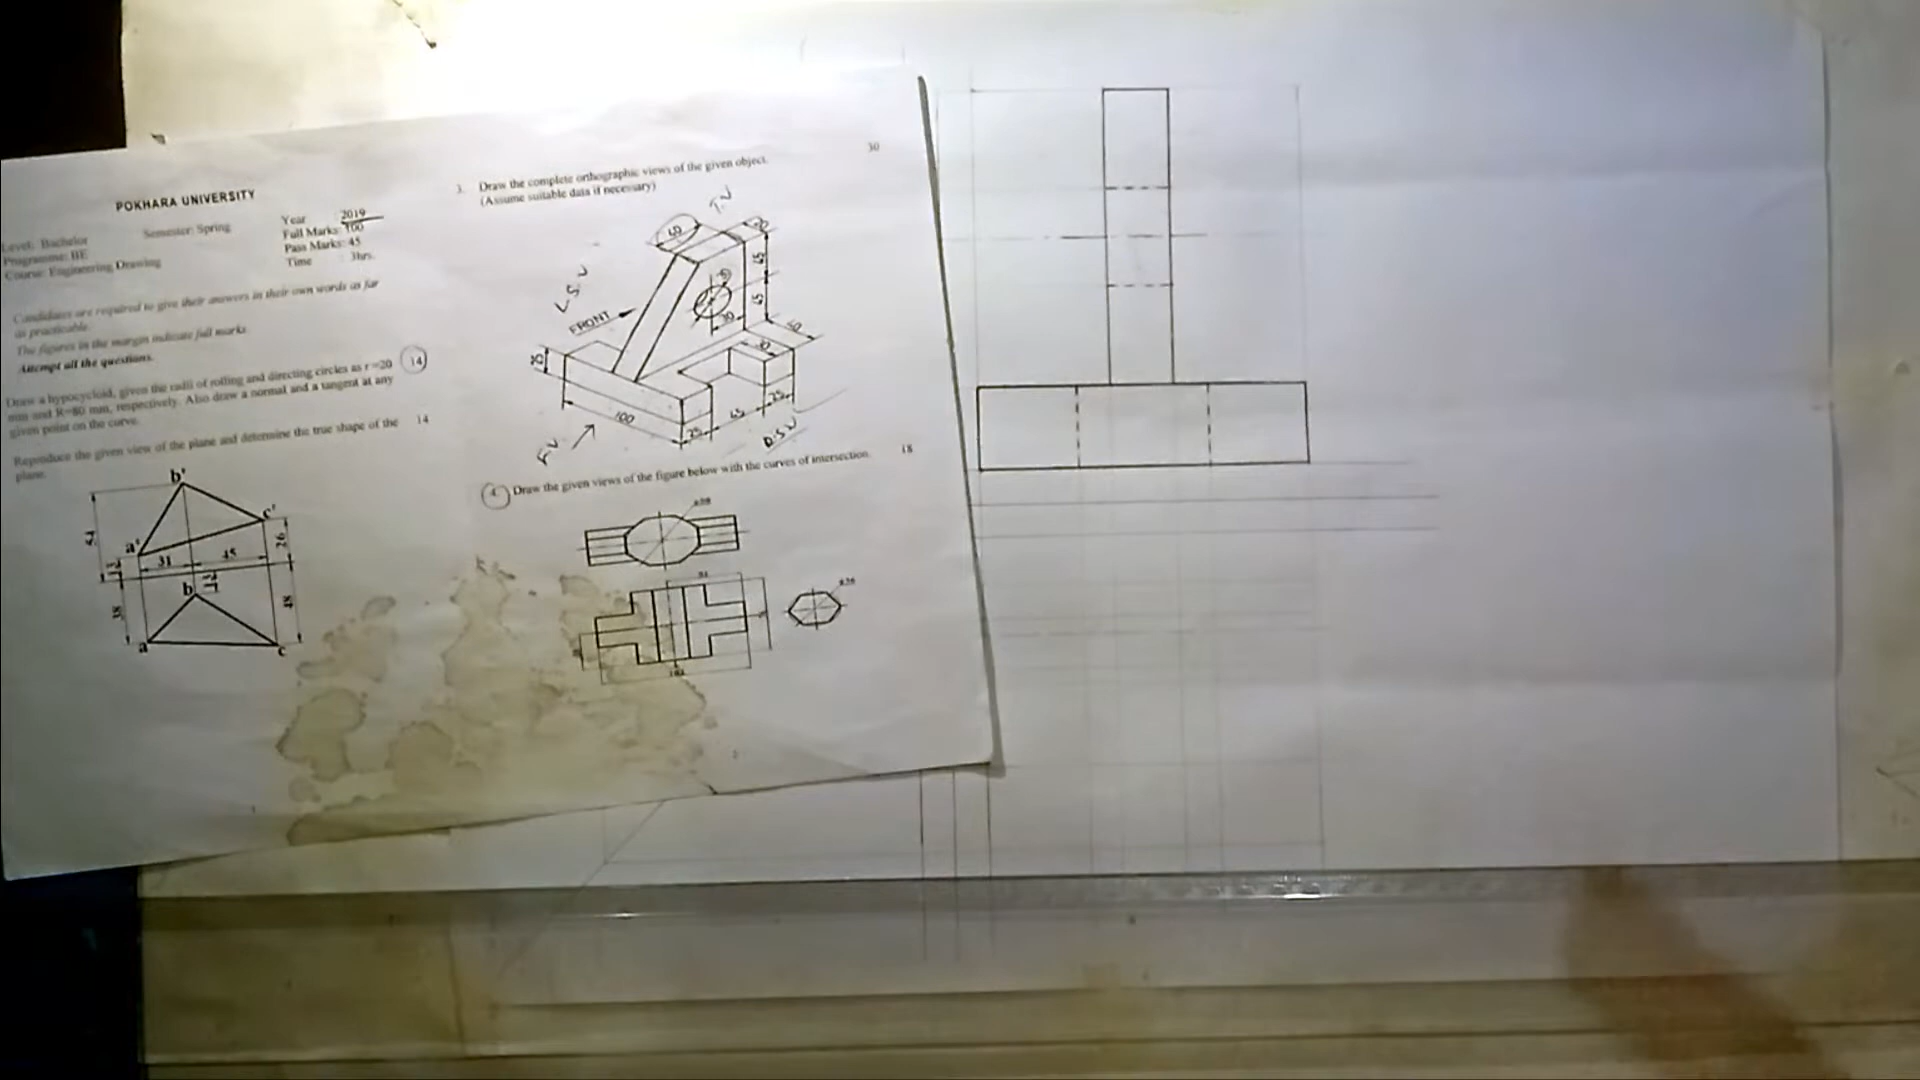 POKHARA UNIVERSITY
Level: Bachelor
Semester: Spring
Year : 2019
Programme: BE
Full Marks: 100
Course: Engineering Drawing
Pass Marks: 45
Time : 3hrs.
Candidates are required to give their answers in their own words as far
as practicable.
The figures in the margin indicate full marks.
Attempt all the questions.
Draw a hypocycloid, given the radii of rolling and directing circles as r =20
mm and R=80 mm, respectively. Also draw a normal and a tangent at any
given point on the curve.
14
Reproduce the given view of the plane and determine the true shape of the
plane.
14
b'
c'
a'
31
45
26
b
38
48
a
c
3. Draw the complete orthographic views of the given object.
(Assume suitable data if necessary)
30
T.V
L.S.V
FRONT
F.V
100
25
45
25
4. Draw the given views of the figure below with the curves of intersection.
18